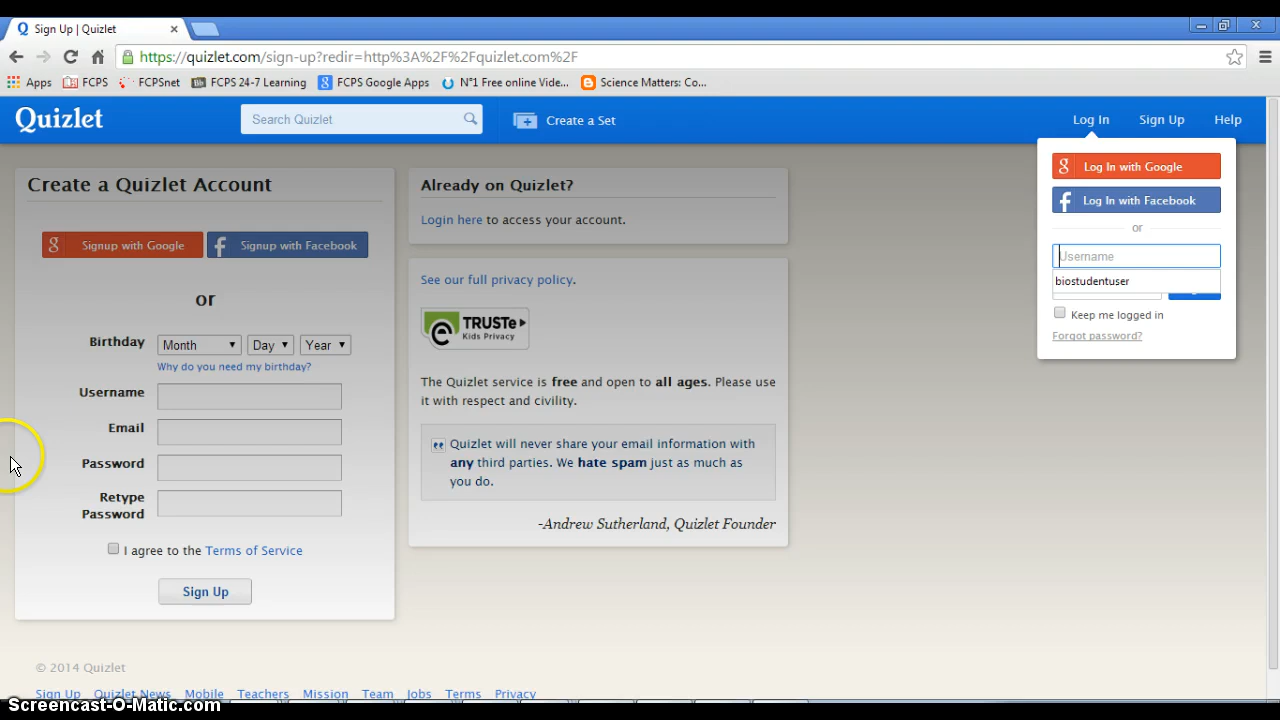 Sign Up | Quizlet
https://quizlet.com/sign-up?redir=http%3A%2F%2Fquizlet.com%2F
Apps FCPS FCPSnet FCPS 24-7 Learning FCPS Google Apps N°1 Free online Vide... Science Matters: Co...
Quizlet Search Quizlet Create a Set Log In Sign Up Help
Log In with Google
Log In with Facebook
or
Username
biostudentuser
Keep me logged in
Forgot password?
Create a Quizlet Account
Signup with Google Signup with Facebook
or
Birthday Month Day Year
Why do you need my birthday?
Username
Email
Password
Retype
Password
I agree to the Terms of Service
Sign Up
Already on Quizlet?
Login here to access your account.
See our full privacy policy.
TRUSTe
Kids Privacy
The Quizlet service is free and open to all ages. Please use
it with respect and civility.
Quizlet will never share your email information with
any third parties. We hate spam just as much as
you do.
-Andrew Sutherland, Quizlet Founder
© 2014 Quizlet
Sign Up Quizlet News Mobile Teachers Mission Team Jobs Terms Privacy
Screencast-O-Matic.com